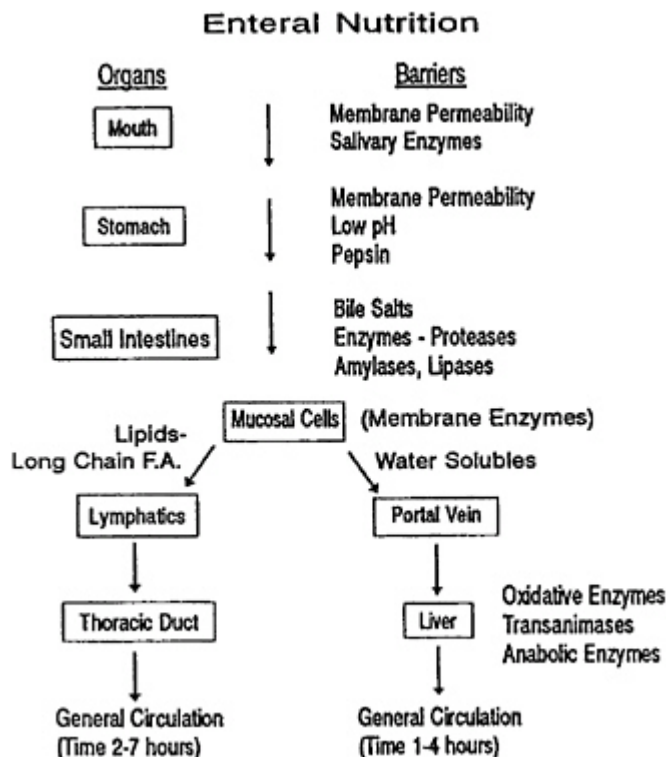 Enteral Nutrition
Organs
Barriers
Mouth
Membrane Permeability
Salivary Enzymes
Stomach
Membrane Permeability
Low pH
Pepsin
Small Intestines
Bile Salts
Enzymes - Proteases
Amylases, Lipases
Mucosal Cells
(Membrane Enzymes)
Lipids-
Long Chain F.A.
Water Solubles
Lymphatics
Portal Vein
Thoracic Duct
Liver
Oxidative Enzymes
Transanimases
Anabolic Enzymes
General Circulation
(Time 2-7 hours)
General Circulation
(Time 1-4 hours)